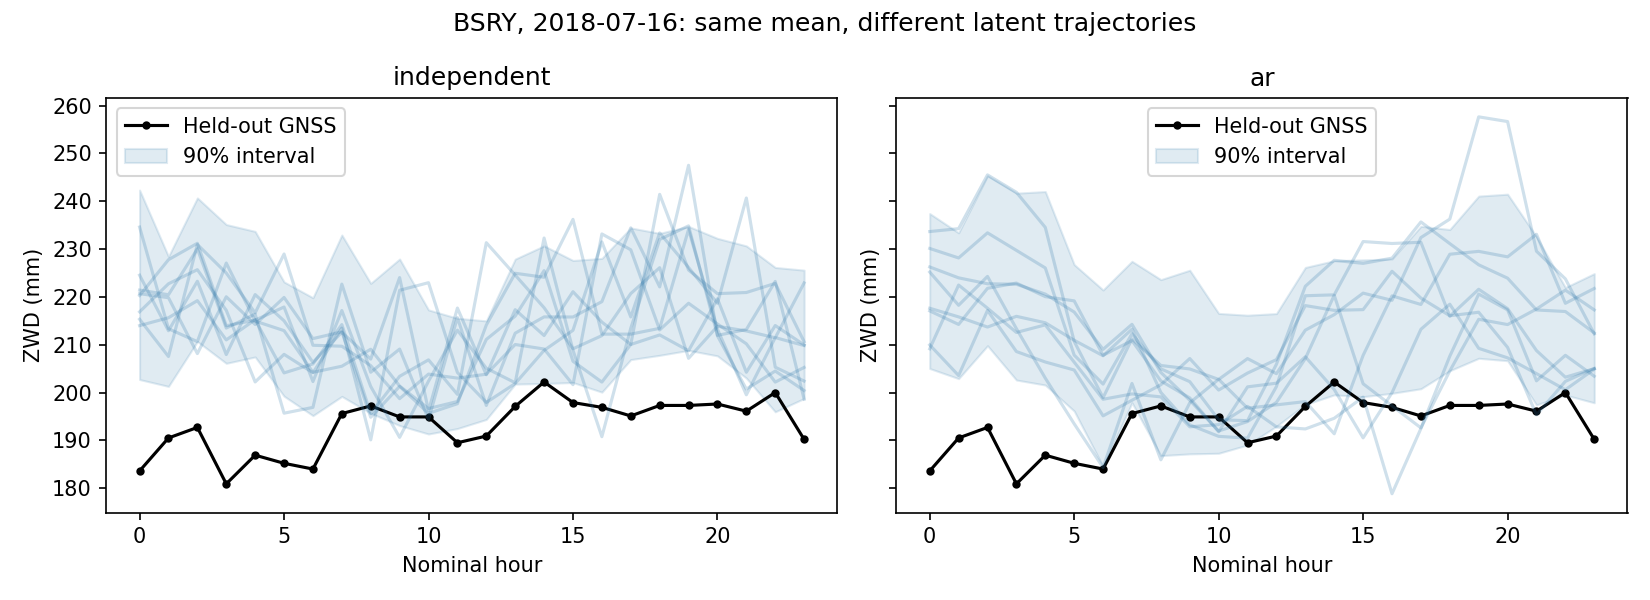 BSRY, 2018-07-16: same mean, different latent trajectories
independent
ZWD (mm)
260
250
240
230
220
210
200
190
180
Held-out GNSS
90% interval
0 5 10 15 20
Nominal hour
ar
ZWD (mm)
Held-out GNSS
90% interval
0 5 10 15 20
Nominal hour